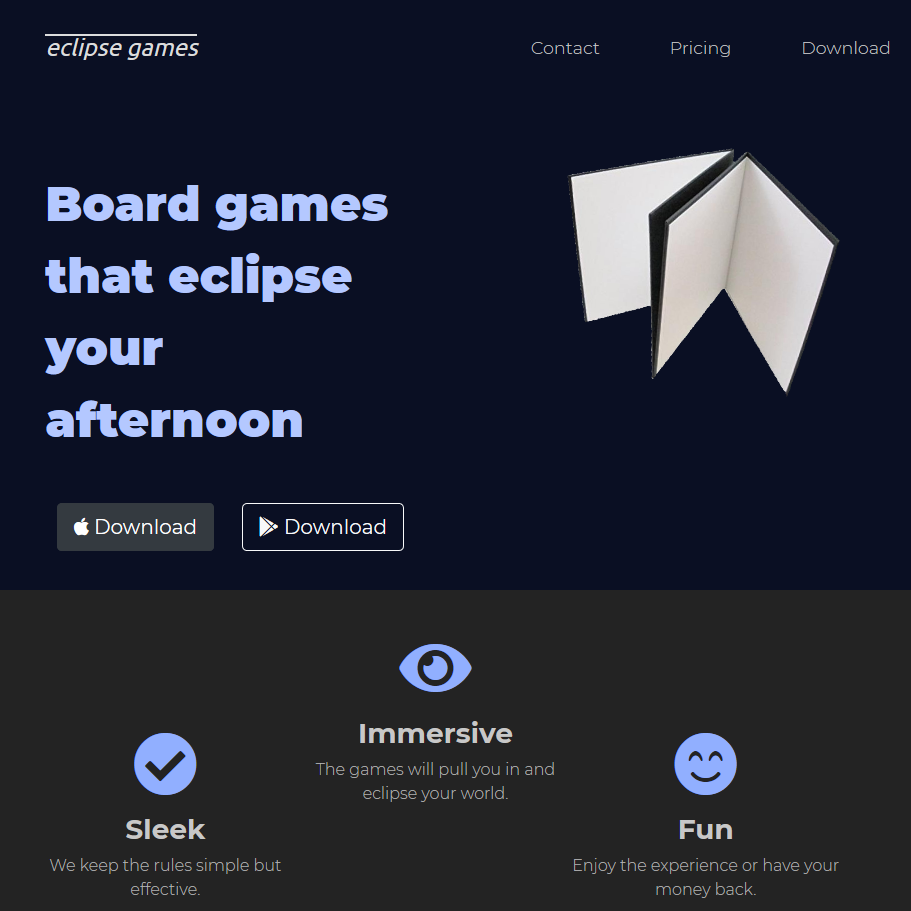 eclipse games
Contact
Pricing
Download
Board games
that eclipse
your
afternoon
Download
Download
Immersive
The games will pull you in and
eclipse your world.
Sleek
We keep the rules simple but
effective.
Fun
Enjoy the experience or have your
money back.